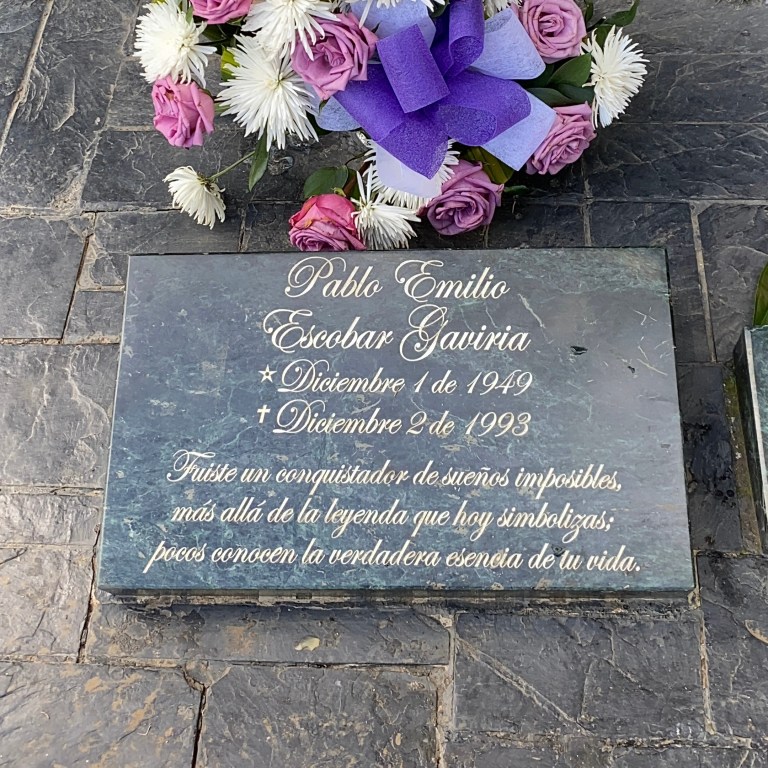 Pablo Emilio
Escobar Gaviria
☆ Diciembre 1 de 1949
✝ Diciembre 2 de 1993
Fuiste un conquistador de sueños imposibles,
más allá de la leyenda que hoy simbolizas;
pocos conocen la verdadera esencia de tu vida.